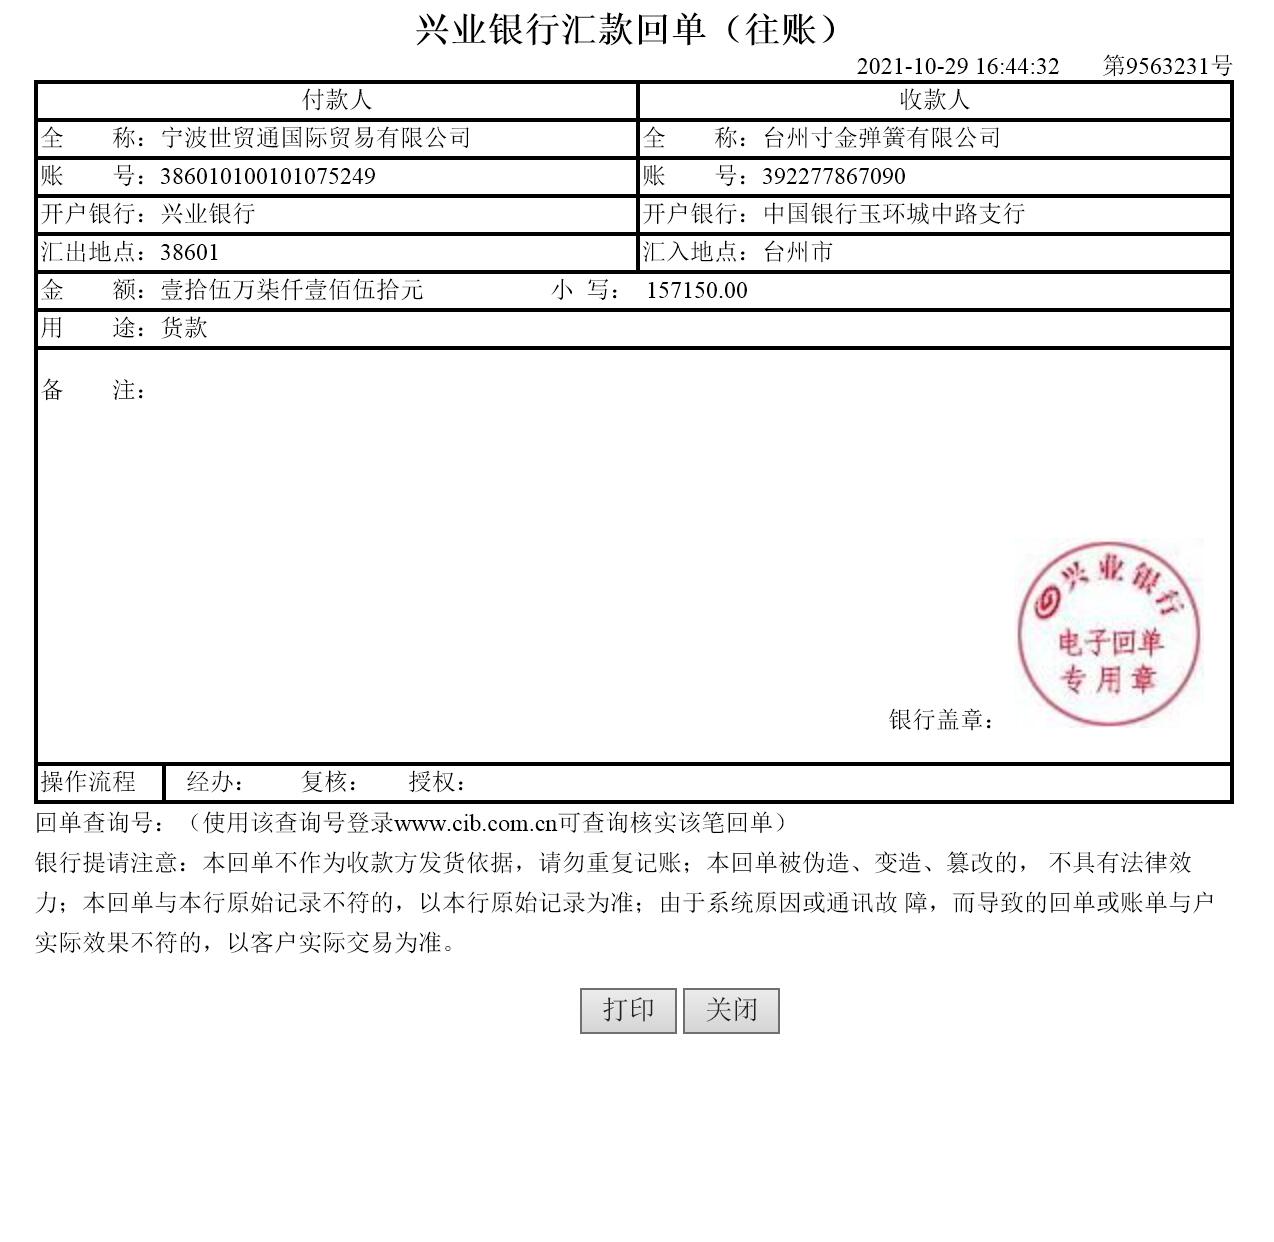 兴业银行汇款回单（往账）
2021-10-29 16:44:32 第9563231号
付款人 收款人
全 称：宁波世贸通国际贸易有限公司 全 称：台州寸金弹簧有限公司
账 号：386010100101075249 账 号：392277867090
开户银行：兴业银行 开户银行：中国银行玉环城中路支行
汇出地点：38601 汇入地点：台州市
金 额：壹拾伍万柒仟壹佰伍拾元 小 写： 157150.00
用 途：货款
备 注：
兴业银行
电子回单
专用章
银行盖章：
操作流程 经办： 复核： 授权：
回单查询号：（使用该查询号登录www.cib.com.cn可查询核实该笔回单）
银行提请注意：本回单不作为收款方发货依据，请勿重复记账；本回单被伪造、变造、篡改的， 不具有法律效
力；本回单与本行原始记录不符的，以本行原始记录为准；由于系统原因或通讯故 障，而导致的回单或账单与户
实际效果不符的，以客户实际交易为准。
打印 关闭